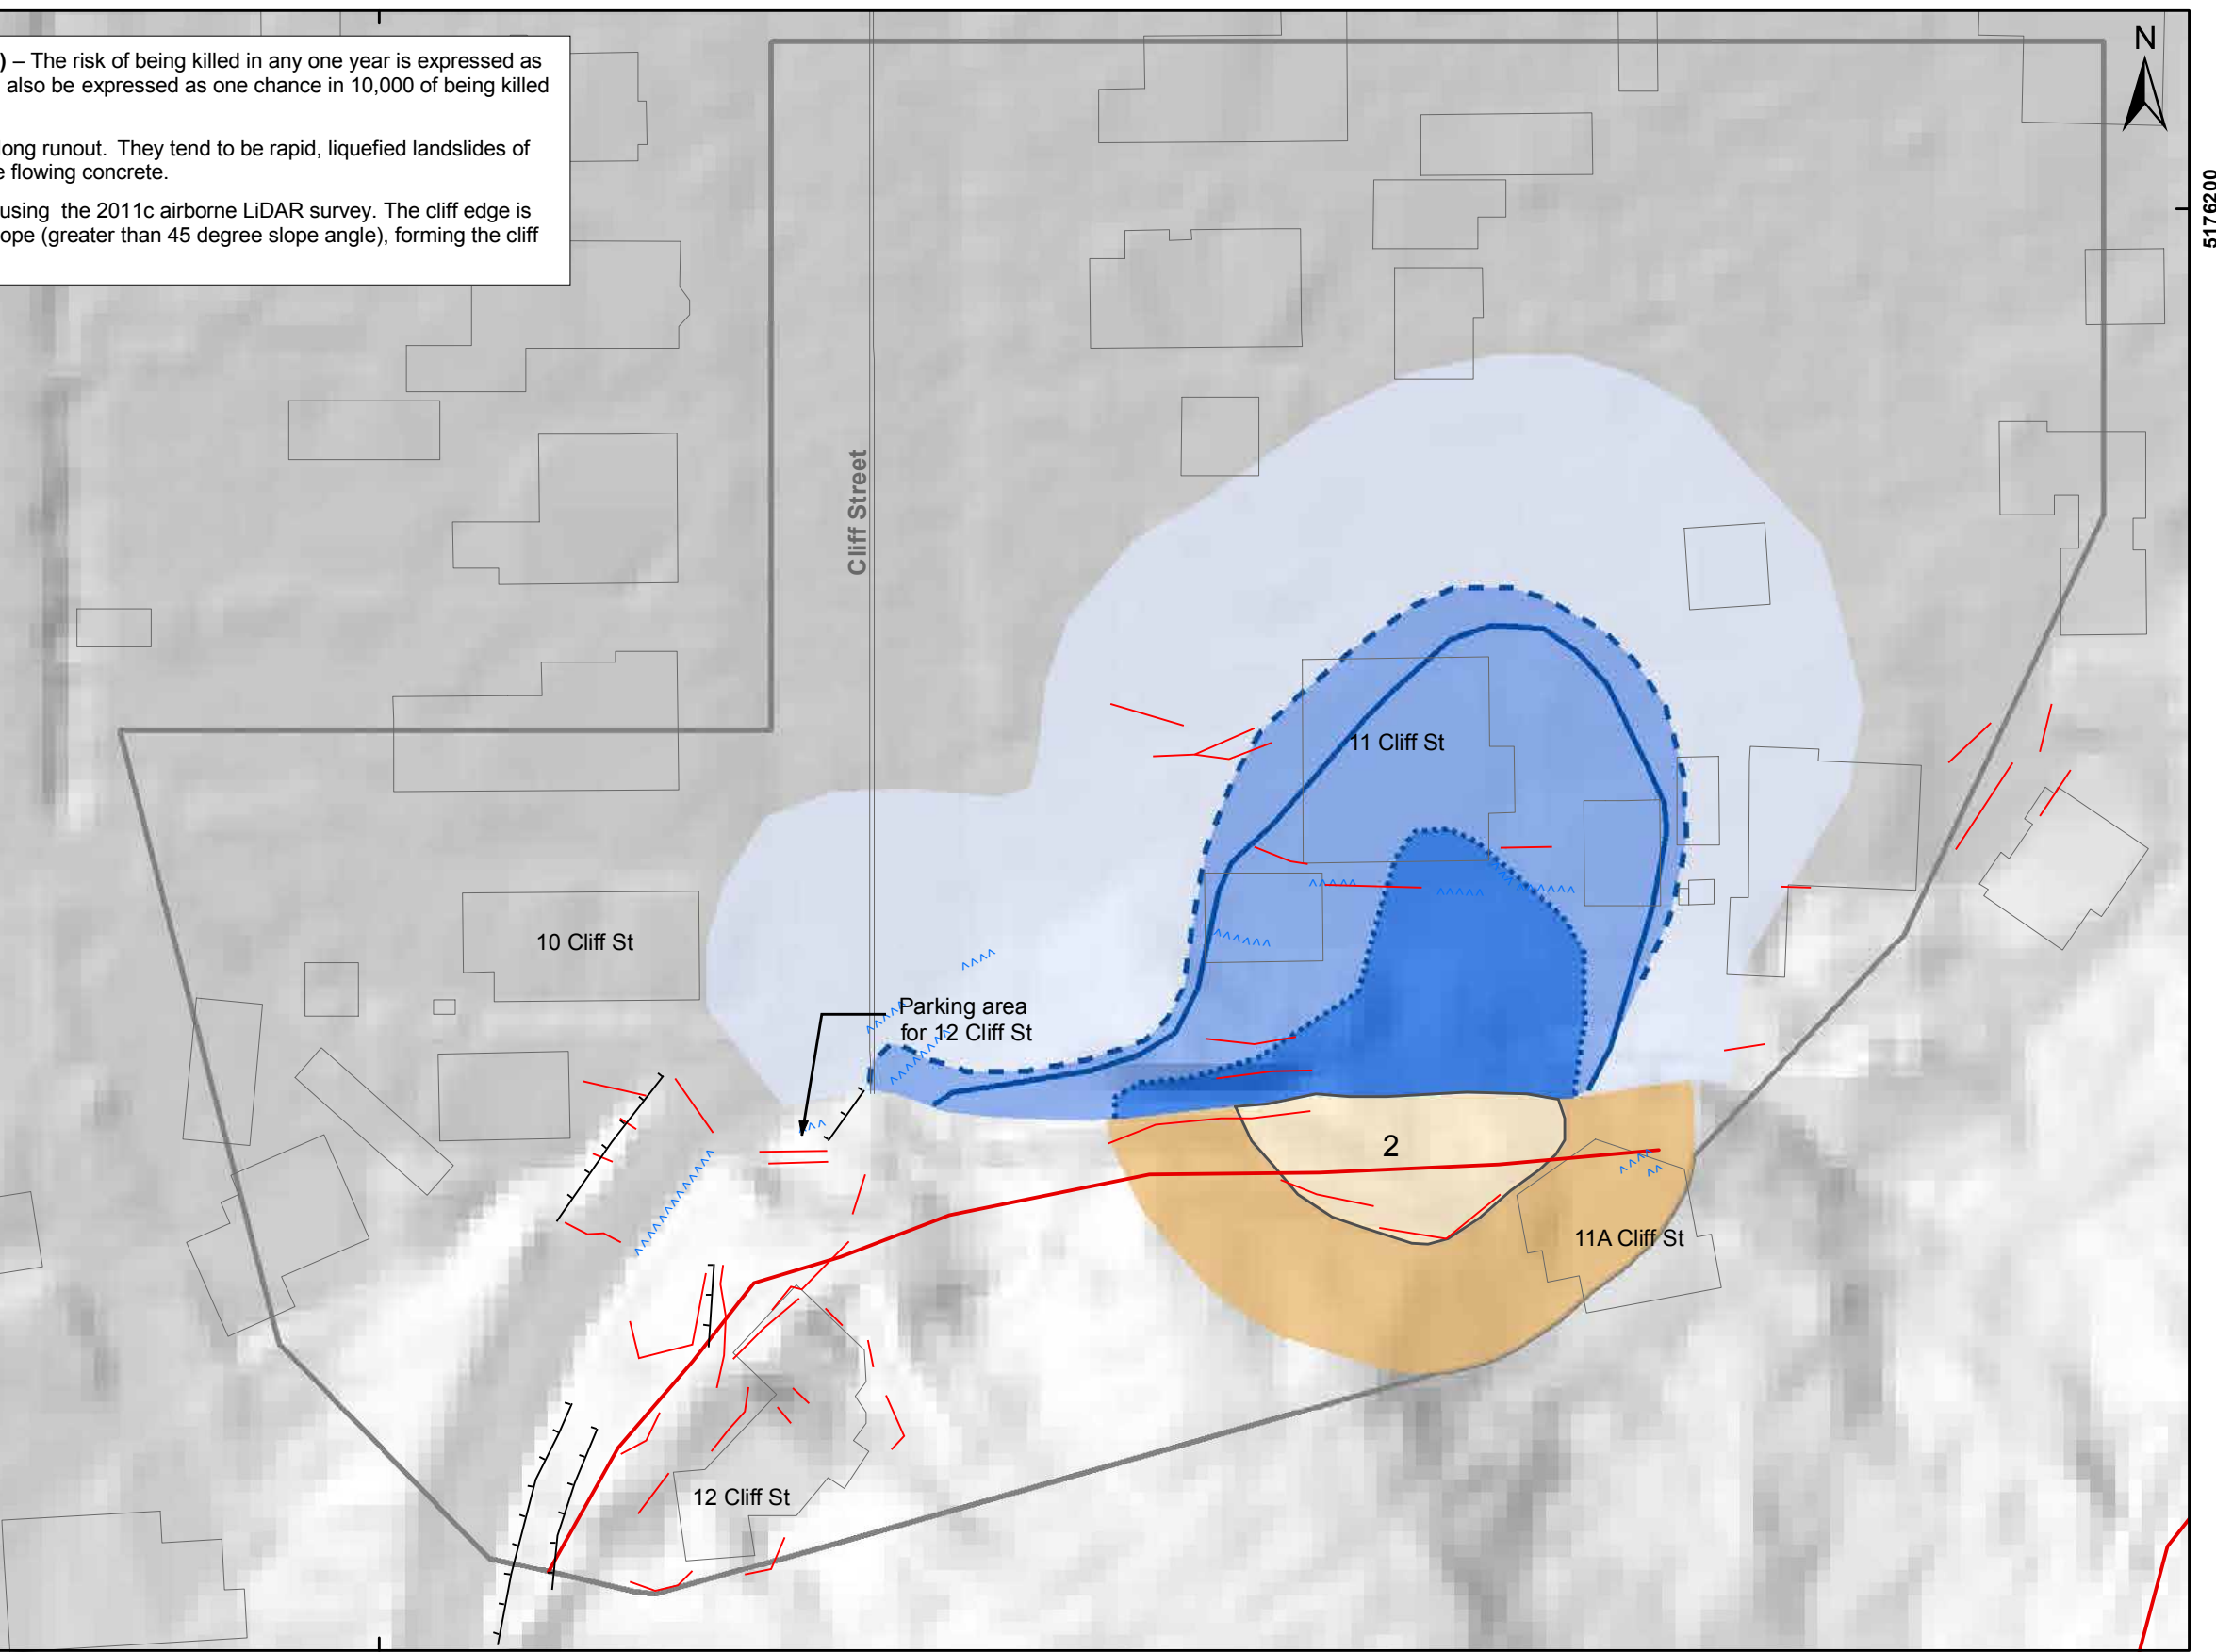 ) – The risk of being killed in any one year is expressed as
also be expressed as one chance in 10,000 of being killed
long runout. They tend to be rapid, liquefied landslides of
e flowing concrete.
using the 2011c airborne LiDAR survey. The cliff edge is
ope (greater than 45 degree slope angle), forming the cliff
N
5176200
Cliff Street
11 Cliff St
10 Cliff St
Parking area
for 12 Cliff St
2
11A Cliff St
12 Cliff St